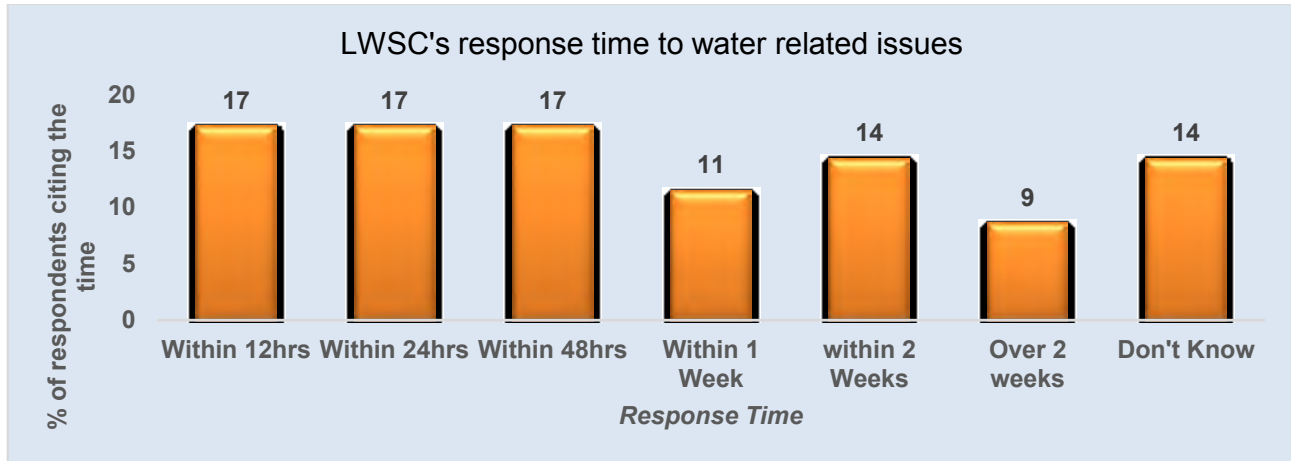 LWSC's response time to water related issues
% of respondents citing the
time
20
15
10
5
0
17
17
17
11
14
9
14
Within 12hrs
Within 24hrs
Within 48hrs
Within 1
Week
within 2
Weeks
Over 2
weeks
Don't Know
Response Time